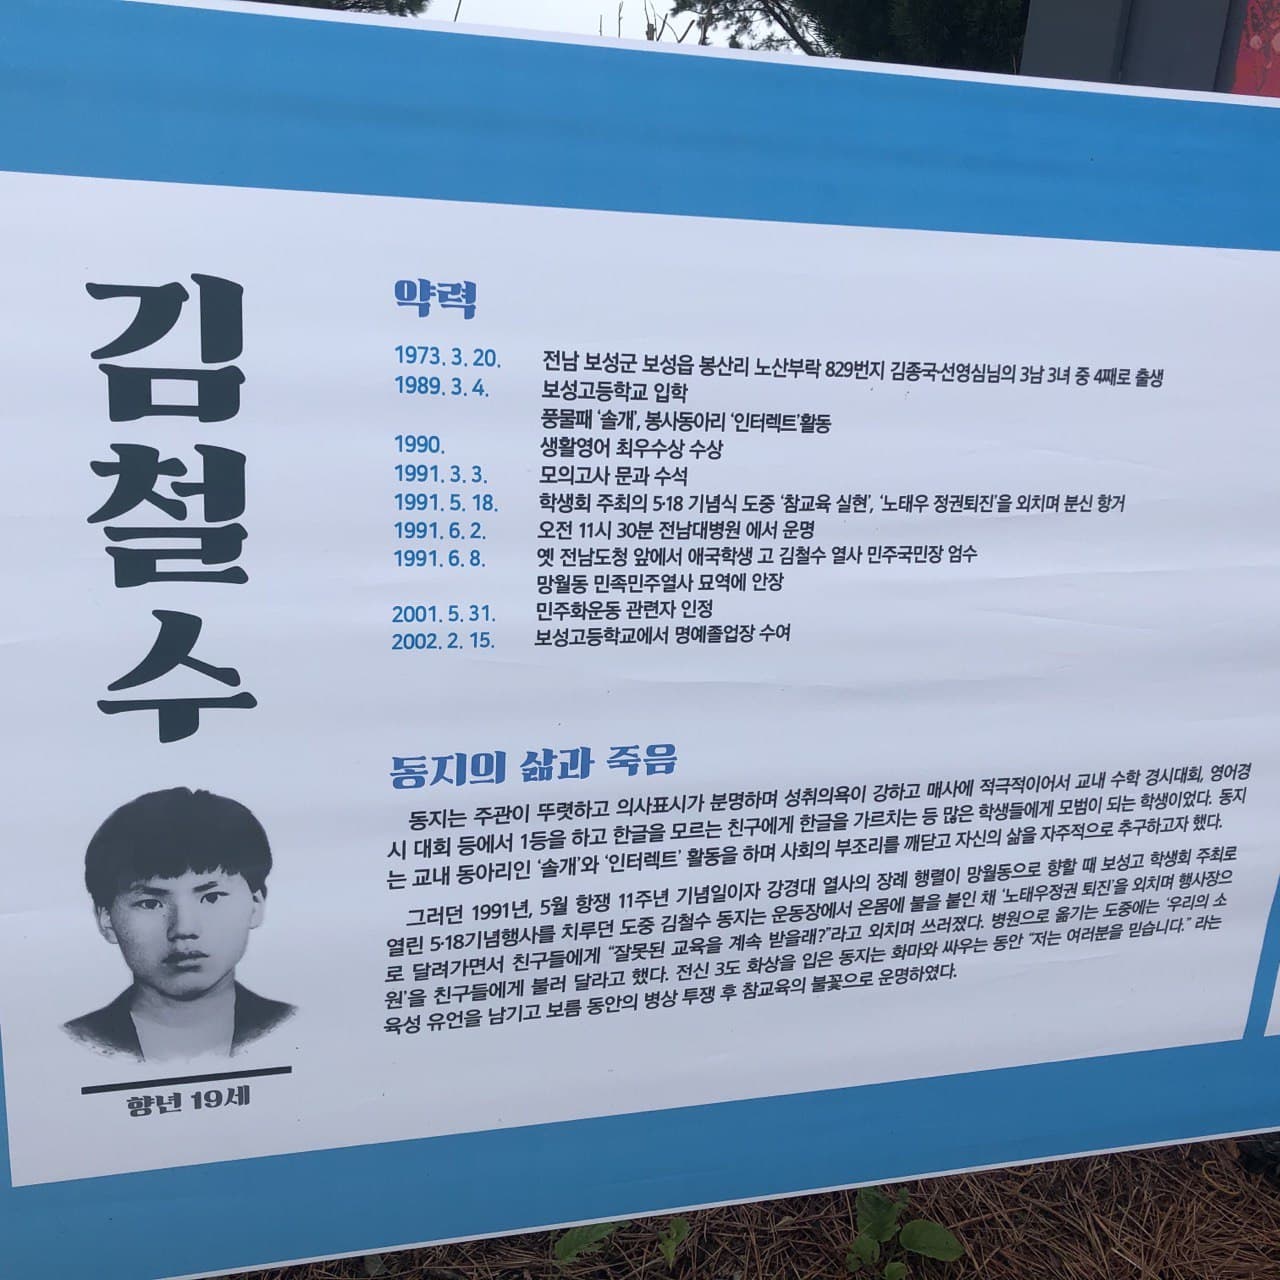 김철수
향년 19세
약력
1973. 3. 20. 전남 보성군 보성읍 봉산리 노산부락 829번지 김종국·선영심님의 3남 3녀 중 4째로 출생
1989. 3. 4. 보성고등학교 입학
풍물패 ‘솔개’, 봉사동아리 ‘인터렉트’활동
1990. 생활영어 최우수상 수상
1991. 3. 3. 모의고사 문과 수석
1991. 5. 18. 학생회 주최의 5·18 기념식 도중 ‘참교육 실현’, ‘노태우 정권퇴진’을 외치며 분신 항거
1991. 6. 2. 오전 11시 30분 전남대병원 에서 운명
1991. 6. 8. 옛 전남도청 앞에서 애국학생 고 김철수 열사 민주국민장 엄수
망월동 민족민주열사 묘역에 안장
2001. 5. 31. 민주화운동 관련자 인정
2002. 2. 15. 보성고등학교에서 명예졸업장 수여
동지의 삶과 죽음
동지는 주관이 뚜렷하고 의사표시가 분명하며 성취의욕이 강하고 매사에 적극적이어서 교내 수학 경시대회, 영어경
시 대회 등에서 1등을 하고 한글을 모르는 친구에게 한글을 가르치는 등 많은 학생들에게 모범이 되는 학생이었다. 동지
는 교내 동아리인 ‘솔개’와 ‘인터렉트’ 활동을 하며 사회의 부조리를 깨닫고 자신의 삶을 자주적으로 추구하고자 했다.
그러던 1991년, 5월 항쟁 11주년 기념일이자 강경대 열사의 장례 행렬이 망월동으로 향할 때 보성고 학생회 주최로
열린 5·18기념행사를 치루던 도중 김철수 동지는 운동장에서 온몸에 불을 붙인 채 ‘노태우정권 퇴진’을 외치며 행사장으
로 달려가면서 친구들에게 “잘못된 교육을 계속 받을래?”라고 외치며 쓰러졌다. 병원으로 옮기는 도중에는 ‘우리의 소
원’을 친구들에게 불러 달라고 했다. 전신 3도 화상을 입은 동지는 화마와 싸우는 동안 “저는 여러분을 믿습니다.” 라는
육성 유언을 남기고 보름 동안의 병상 투쟁 후 참교육의 불꽃으로 운명하였다.